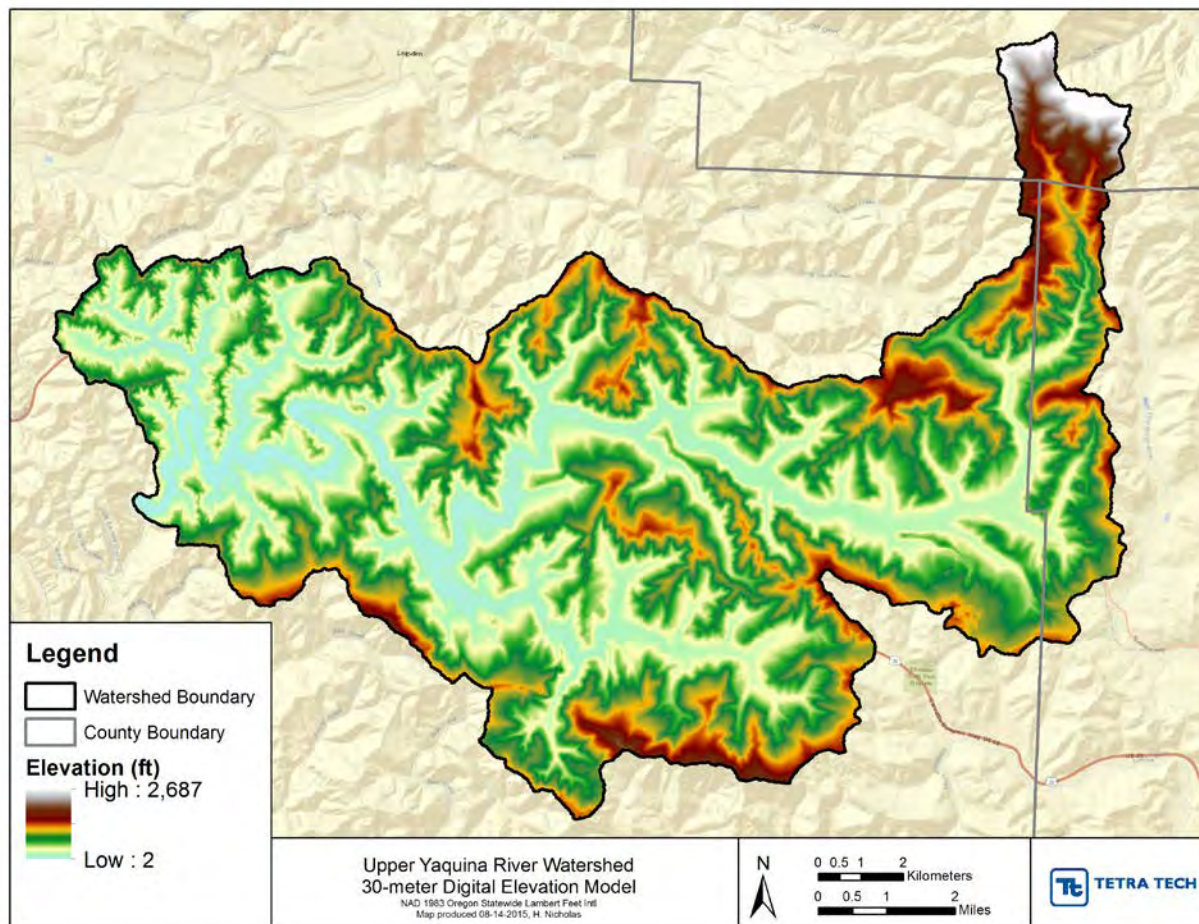 Logsden
Legend
Watershed Boundary
County Boundary
Elevation (ft)
High : 2,687
Low : 2
Upper Yaquina River Watershed
30-meter Digital Elevation Model
NAD 1983 Oregon Statewide Lambert Feet Intl
Map produced 08-14-2015, H. Nicholas
N
0 0.5 1 2
Kilometers
0 0.5 1 2
Miles
Tt TETRA TECH